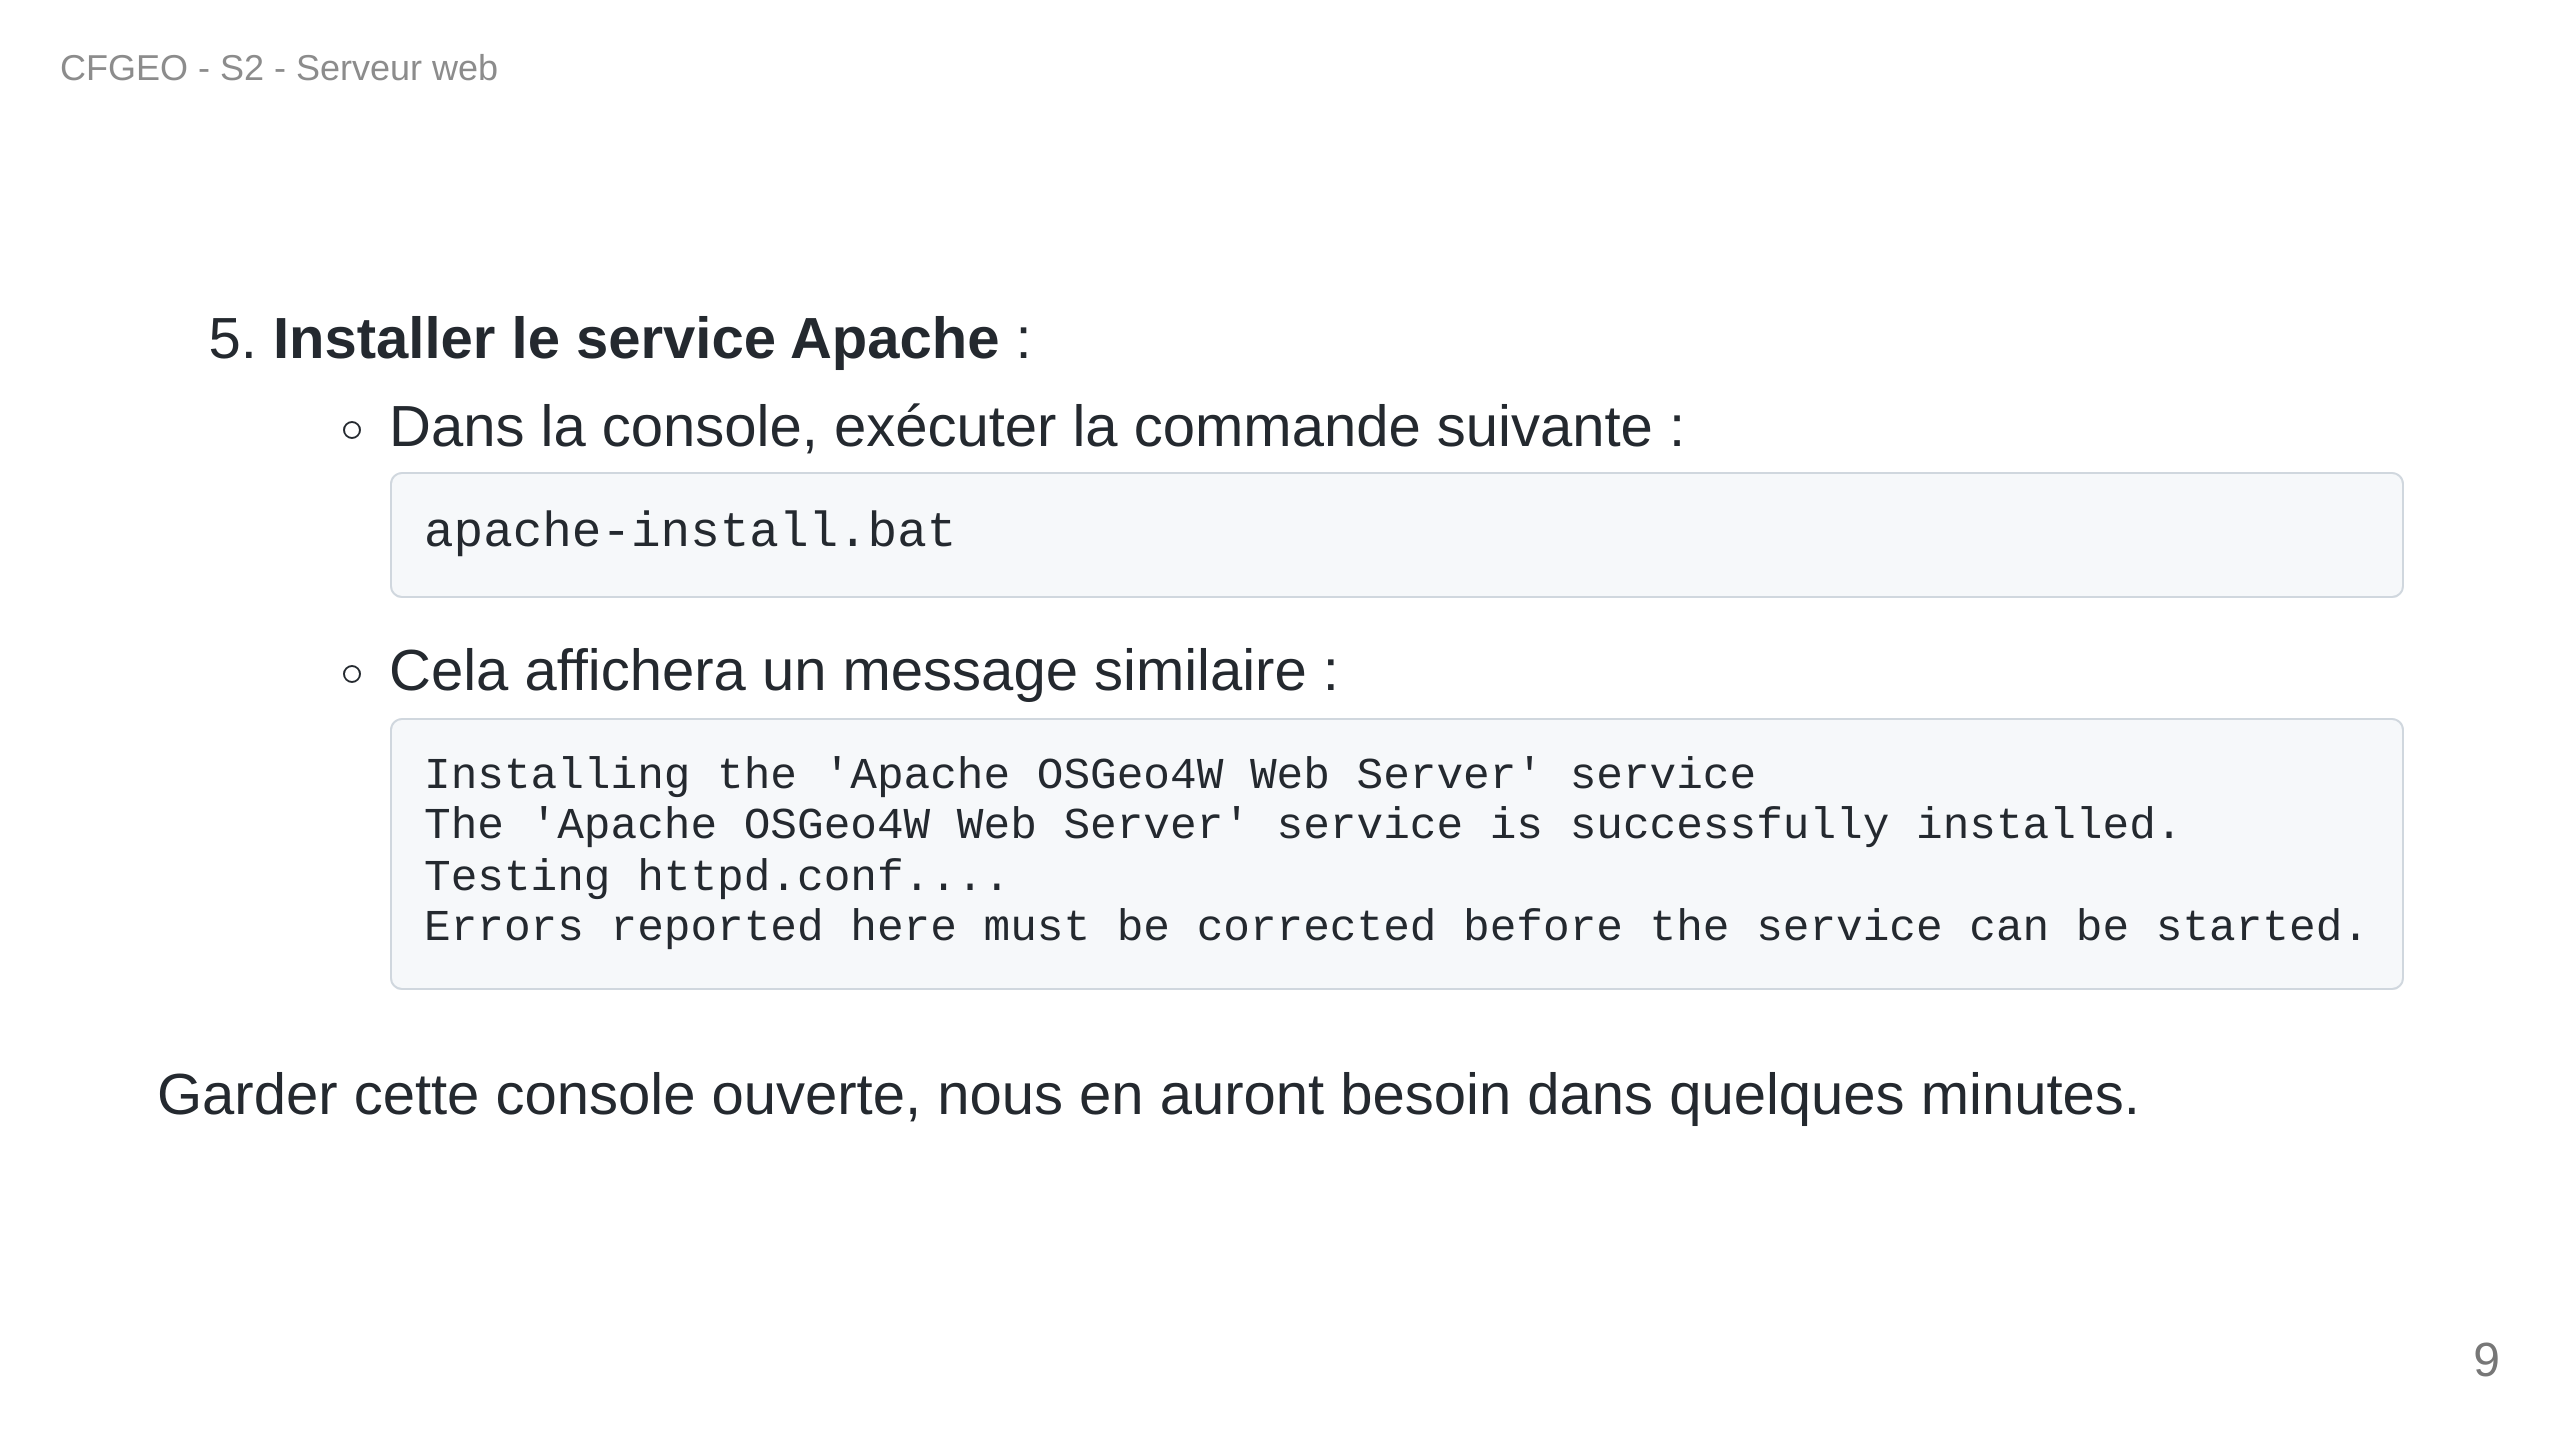 CFGEO - S2 - Serveur web
5. Installer le service Apache :
Dans la console, exécuter la commande suivante :
apache-install.bat
Cela affichera un message similaire :
Installing the 'Apache OSGeo4W Web Server' service
The 'Apache OSGeo4W Web Server' service is successfully installed.
Testing httpd.conf....
Errors reported here must be corrected before the service can be started.
Garder cette console ouverte, nous en auront besoin dans quelques minutes.
9